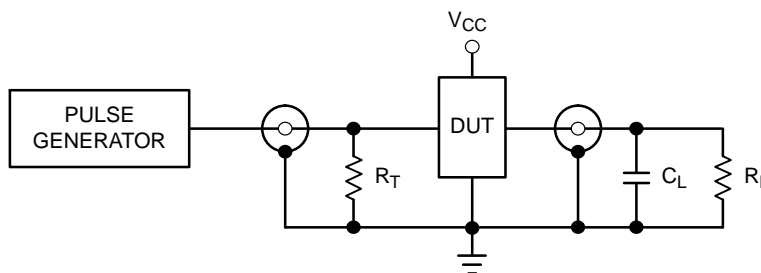 VCC
PULSE
GENERATOR
DUT
RT
CL
R